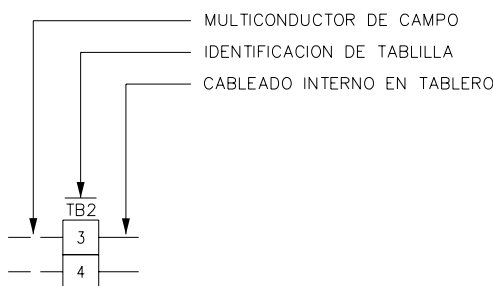 MULTICONDUCTOR DE CAMPO
IDENTIFICACION DE TABLILLA
CABLEADO INTERNO EN TABLERO
TB2
3
4